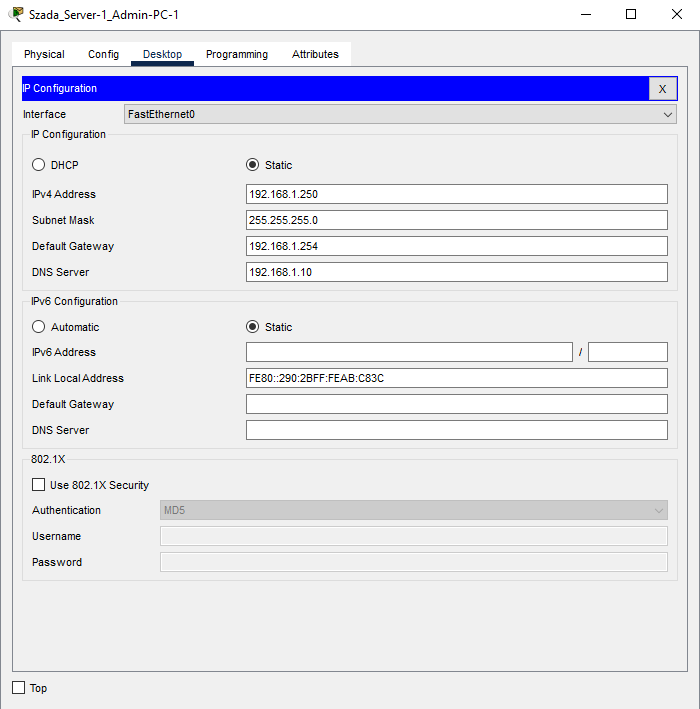 Szada_Server-1_Admin-PC-1
Physical Config Desktop Programming Attributes
IP Configuration X
Interface FastEthernet0
IP Configuration
DHCP Static
IPv4 Address 192.168.1.250
Subnet Mask 255.255.255.0
Default Gateway 192.168.1.254
DNS Server 192.168.1.10
IPv6 Configuration
Automatic Static
IPv6 Address /
Link Local Address FE80::290:2BFF:FEAB:C83C
Default Gateway
DNS Server
802.1X
Use 802.1X Security
Authentication MD5
Username
Password
Top